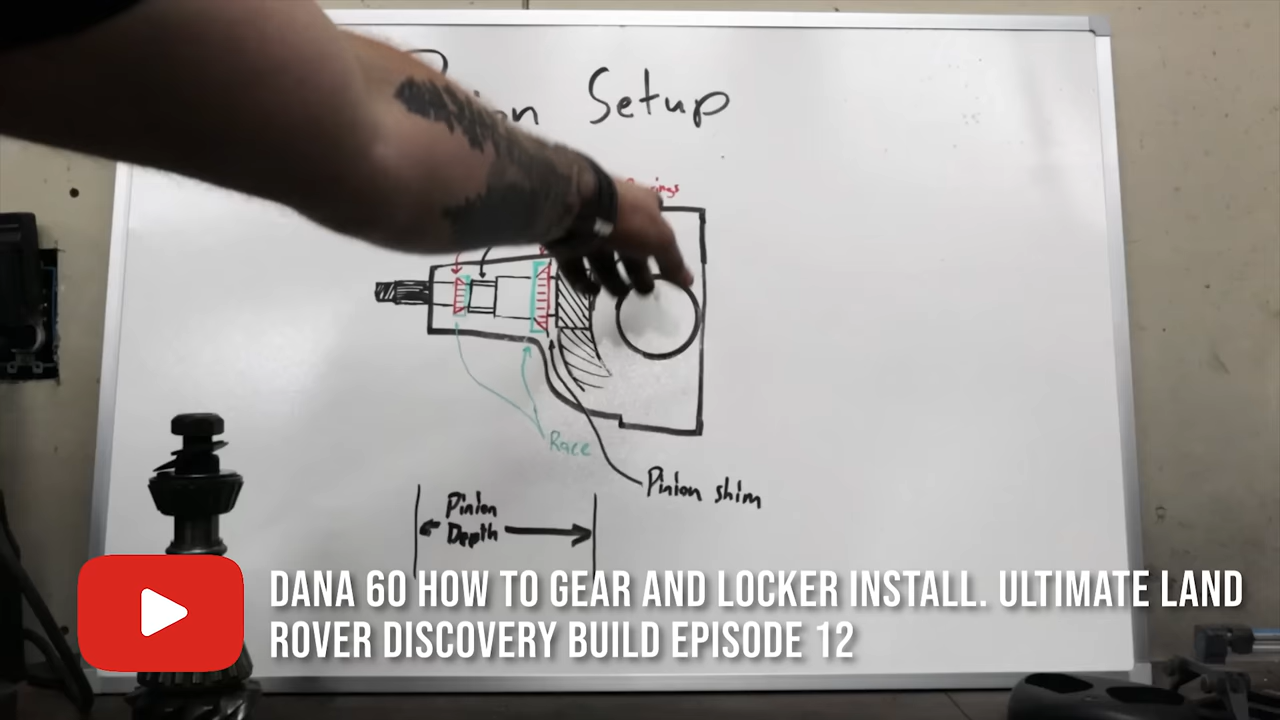 Setup
Race
Pinion shim
Pinion
Depth
DANA 60 HOW TO GEAR AND LOCKER INSTALL. ULTIMATE LAND
ROVER DISCOVERY BUILD EPISODE 12